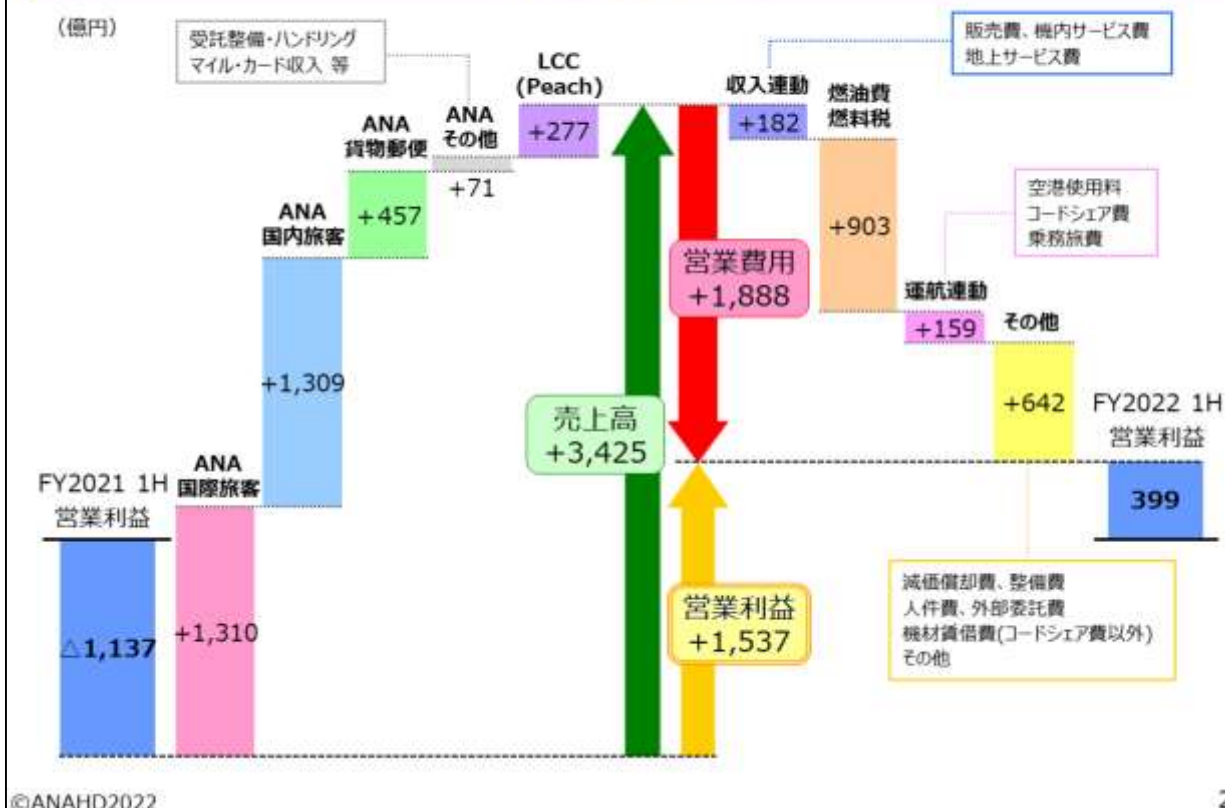 (億円)
受託整備・ハンドリング
マイル・カード収入 等
販売費、機内サービス費
地上サービス費
LCC
(Peach)
+277
収入連動
+182
燃油費
燃料税
+903
ANA
その他
+71
ANA
貨物郵便
+457
空港使用料
コードシェア費
乗務旅費
ANA
国内旅客
+1,309
営業費用
+1,888
運航連動
+159
その他
+642
売上高
+3,425
FY2022 1H
営業利益
399
ANA
国際旅客
+1,310
FY2021 1H
営業利益
△1,137
営業利益
+1,537
減価償却費、整備費
人件費、外部委託費
機材賃借費(コードシェア費以外)
その他
©ANAHD2022